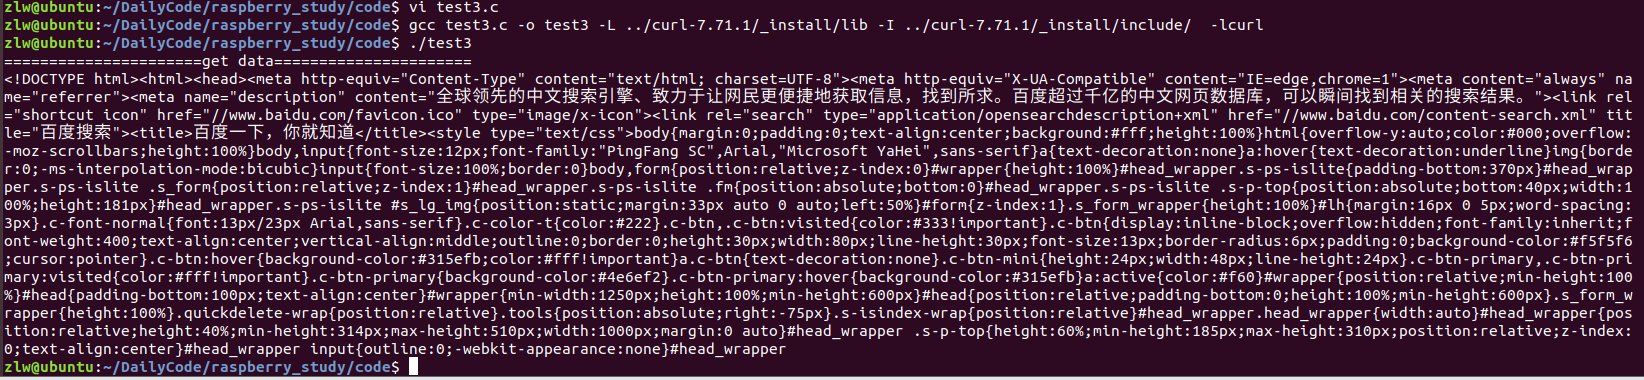 zlw@ubuntu:~/DailyCode/raspberry_study/code$ vi test3.c
zlw@ubuntu:~/DailyCode/raspberry_study/code$ gcc test3.c -o test3 -L ../curl-7.71.1/_install/lib -I ../curl-7.71.1/_install/include/  -lcurl
zlw@ubuntu:~/DailyCode/raspberry_study/code$ ./test3
======================get data======================
<!DOCTYPE html><html><head><meta http-equiv="Content-Type" content="text/html; charset=UTF-8"><meta http-equiv="X-UA-Compatible" content="IE=edge,chrome=1"><meta content="always" na
me="referrer"><meta name="description" content="全球领先的中文搜索引擎、致力于让网民更便捷地获取信息，找到所求。百度超过千亿的中文网页数据库，可以瞬间找到相关的搜索结果。"><link rel
="shortcut icon" href="//www.baidu.com/favicon.ico" type="image/x-icon"><link rel="search" type="application/opensearchdescription+xml" href="//www.baidu.com/content-search.xml" tit
le="百度搜索"><title>百度一下，你就知道</title><style type="text/css">body{margin:0;padding:0;text-align:center;background:#fff;height:100%}html{overflow-y:auto;color:#000;overflow:
-moz-scrollbars;height:100%}body,input{font-size:12px;font-family:"PingFang SC",Arial,"Microsoft YaHei",sans-serif}a{text-decoration:none}a:hover{text-decoration:underline}img{borde
r:0;-ms-interpolation-mode:bicubic}input{font-size:100%;border:0}body,form{position:relative;z-index:0}#wrapper{height:100%}#head_wrapper.s-ps-islite{padding-bottom:370px}#head_wrap
per.s-ps-islite .s_form{position:relative;z-index:1}#head_wrapper.s-ps-islite .fm{position:absolute;bottom:0}#head_wrapper.s-ps-islite .s-p-top{position:absolute;bottom:40px;width:1
00%;height:181px}#head_wrapper.s-ps-islite #s_lg_img{position:static;margin:33px auto 0 auto;left:50%}#form{z-index:1}.s_form_wrapper{height:100%}#lh{margin:16px 0 5px;word-spacing:
3px}.c-font-normal{font:13px/23px Arial,sans-serif}.c-color-t{color:#222}.c-btn,.c-btn:visited{color:#333!important}.c-btn{display:inline-block;overflow:hidden;font-family:inherit;f
ont-weight:400;text-align:center;vertical-align:middle;outline:0;border:0;height:30px;width:80px;line-height:30px;font-size:13px;border-radius:6px;padding:0;background-color:#f5f5f6
;cursor:pointer}.c-btn:hover{background-color:#315efb;color:#fff!important}a.c-btn{text-decoration:none}.c-btn-mini{height:24px;width:48px;line-height:24px}.c-btn-primary,.c-btn-pri
mary:visited{color:#fff!important}.c-btn-primary{background-color:#4e6ef2}.c-btn-primary:hover{background-color:#315efb}a:active{color:#f60}#wrapper{position:relative;min-height:100
%}#head{padding-bottom:100px;text-align:center}#wrapper{min-width:1250px;height:100%;min-height:600px}#head{position:relative;padding-bottom:0;height:100%;min-height:600px}.s_form_w
rapper{height:100%}.quickdelete-wrap{position:relative}.tools{position:absolute;right:-75px}.s-isindex-wrap{position:relative}#head_wrapper.head_wrapper{width:auto}#head_wrapper{pos
ition:relative;height:40%;min-height:314px;max-height:510px;width:1000px;margin:0 auto}#head_wrapper .s-p-top{height:60%;min-height:185px;max-height:310px;position:relative;z-index:
0;text-align:center}#head_wrapper input{outline:0;-webkit-appearance:none}#head_wrapper
zlw@ubuntu:~/DailyCode/raspberry_study/code$